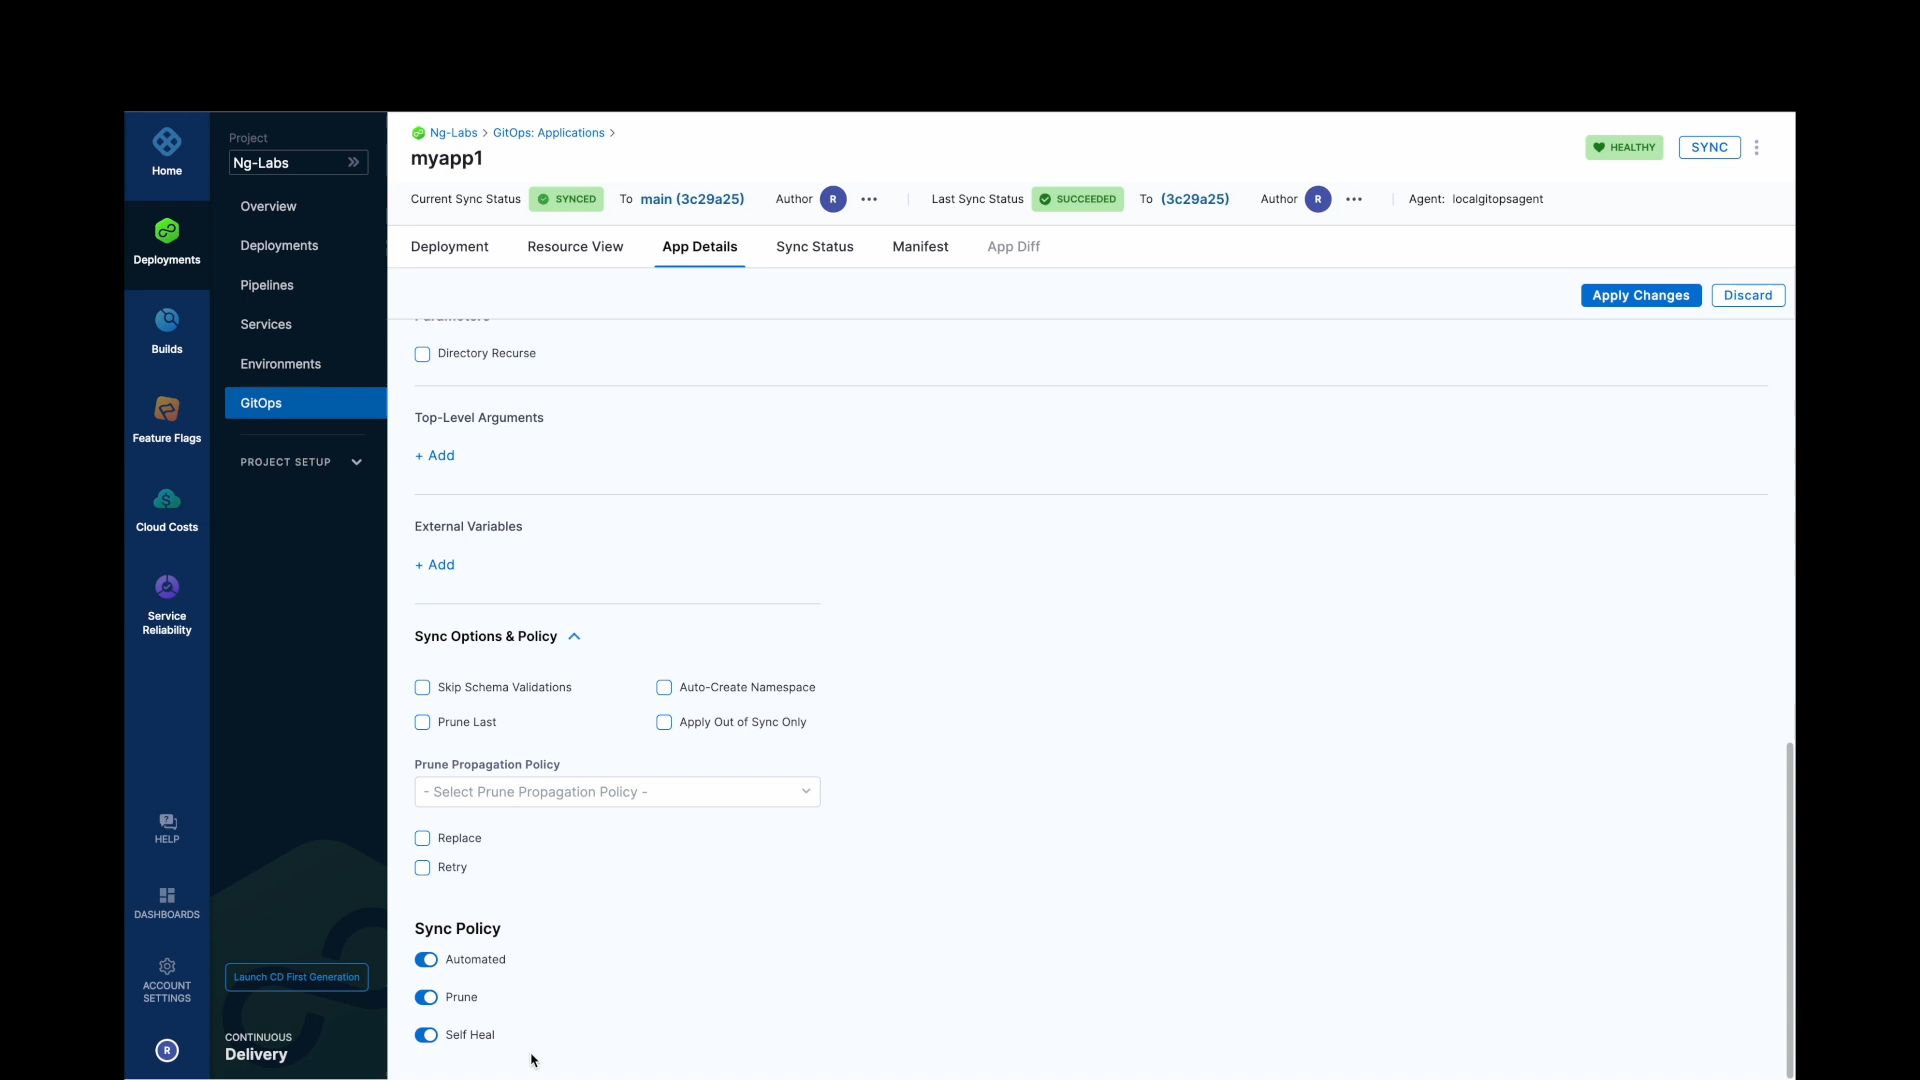 Home
Deployments
Builds
Feature Flags
Cloud Costs
Service
Reliability
HELP
DASHBOARDS
ACCOUNT
SETTINGS
R
Project
Ng-Labs
Overview
Deployments
Pipelines
Services
Environments
GitOps
PROJECT SETUP
Launch CD First Generation
CONTINUOUS
Delivery
Ng-Labs > GitOps: Applications >
myapp1
HEALTHY
SYNC
Current Sync Status SYNCED To main (3c29a25) Author R ••• Last Sync Status SUCCEEDED To (3c29a25) Author R ••• Agent: localgitopsagent
Deployment Resource View App Details Sync Status Manifest App Diff
Apply Changes Discard
Directory Recurse
Top-Level Arguments
+ Add
External Variables
+ Add
Sync Options & Policy
Skip Schema Validations Auto-Create Namespace
Prune Last Apply Out of Sync Only
Prune Propagation Policy
- Select Prune Propagation Policy -
Replace
Retry
Sync Policy
Automated
Prune
Self Heal